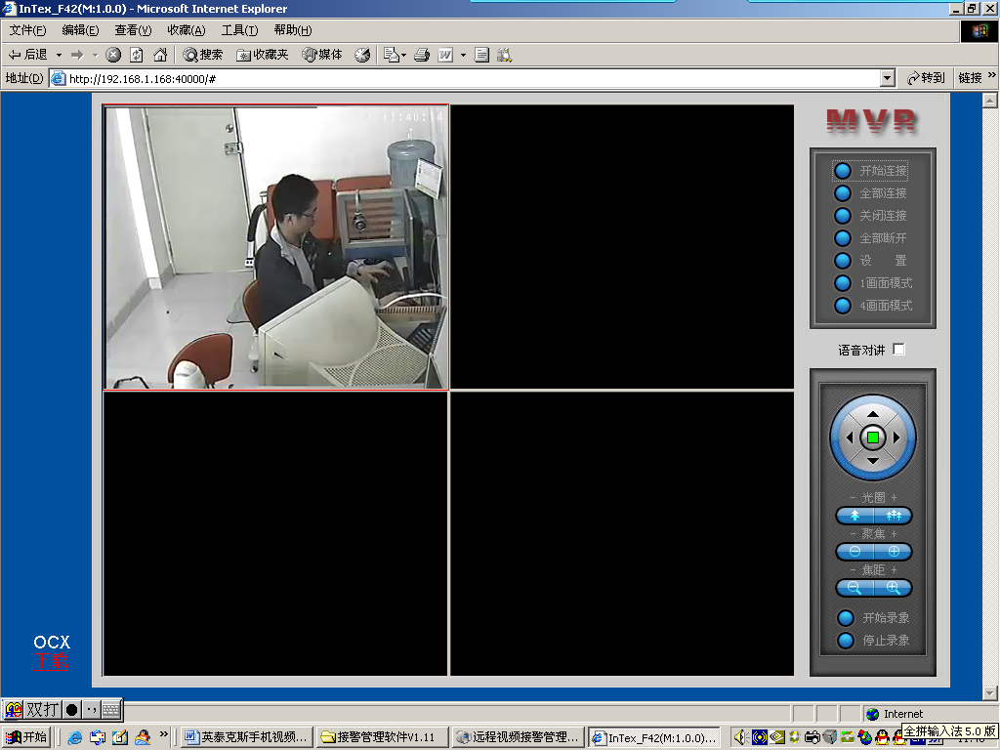 InTex_F42(M:1.0.0) - Microsoft Internet Explorer
文件(F) 编辑(E) 查看(V) 收藏(A) 工具(T) 帮助(H)
后退 搜索 收藏夹 媒体
地址(D) http://192.168.1.168:40000/# 转到 链接 »
MVR
开始连接
全部连接
关闭连接
全部断开
设 置
1画面模式
4画面模式
语音对讲
- 光圈 +
- 聚焦 +
- 焦距 +
开始录象
停止录象
OCX
下载
双打
Internet
全拼输入法 5.0 版
开始 » 英泰克斯手机视频... 接警管理软件V1.11 远程视频接警管理... InTex_F42(M:1.0.0)...